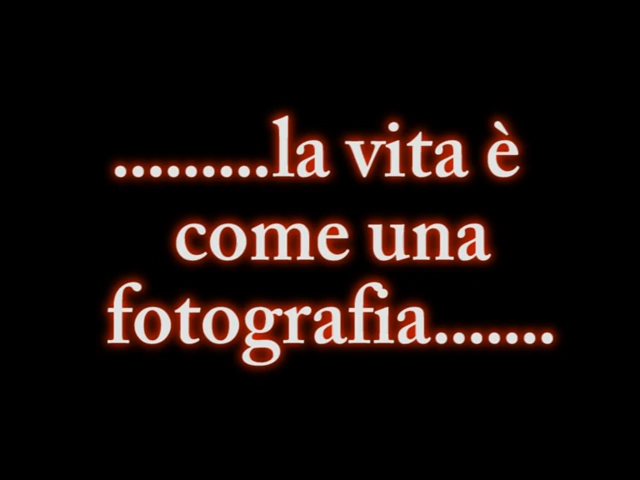 .........la vita è
come una
fotografia.......